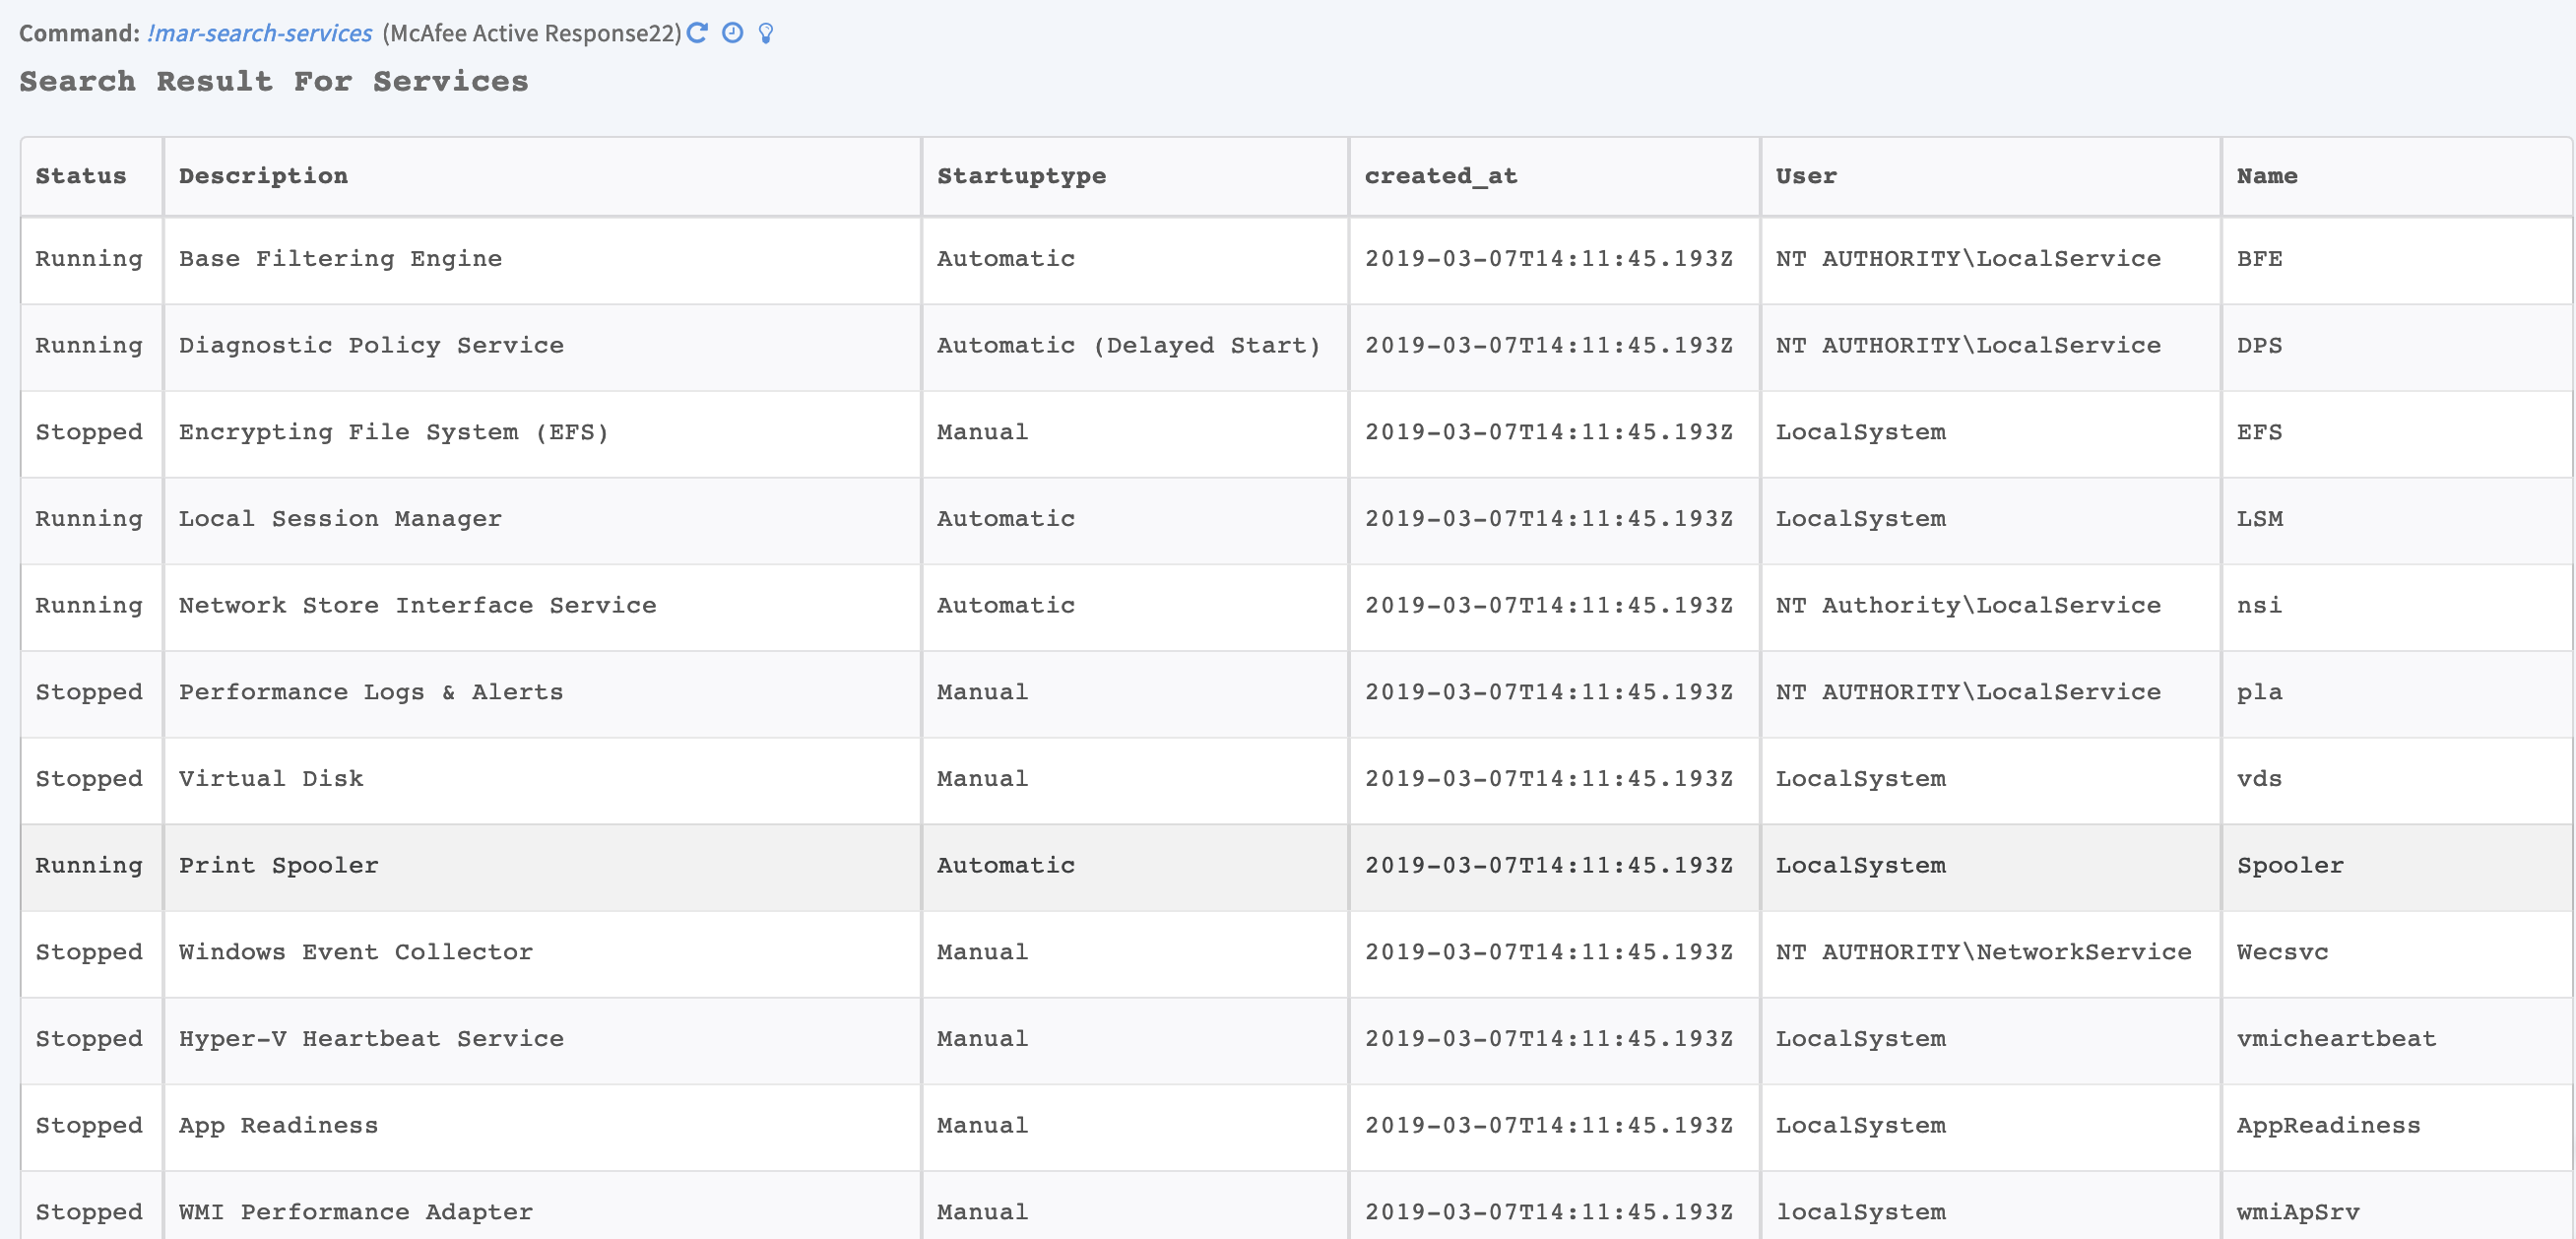 Command: !mar-search-services (McAfee Active Response22)
Search Result For Services
Status Description Startuptype created_at User Name
Running Base Filtering Engine Automatic 2019-03-07T14:11:45.193Z NT AUTHORITY\LocalService BFE
Running Diagnostic Policy Service Automatic (Delayed Start) 2019-03-07T14:11:45.193Z NT AUTHORITY\LocalService DPS
Stopped Encrypting File System (EFS) Manual 2019-03-07T14:11:45.193Z LocalSystem EFS
Running Local Session Manager Automatic 2019-03-07T14:11:45.193Z LocalSystem LSM
Running Network Store Interface Service Automatic 2019-03-07T14:11:45.193Z NT Authority\LocalService nsi
Stopped Performance Logs & Alerts Manual 2019-03-07T14:11:45.193Z NT AUTHORITY\LocalService pla
Stopped Virtual Disk Manual 2019-03-07T14:11:45.193Z LocalSystem vds
Running Print Spooler Automatic 2019-03-07T14:11:45.193Z LocalSystem Spooler
Stopped Windows Event Collector Manual 2019-03-07T14:11:45.193Z NT AUTHORITY\NetworkService Wecsvc
Stopped Hyper-V Heartbeat Service Manual 2019-03-07T14:11:45.193Z LocalSystem vmicheartbeat
Stopped App Readiness Manual 2019-03-07T14:11:45.193Z LocalSystem AppReadiness
Stopped WMI Performance Adapter Manual 2019-03-07T14:11:45.193Z localSystem wmiApSrv